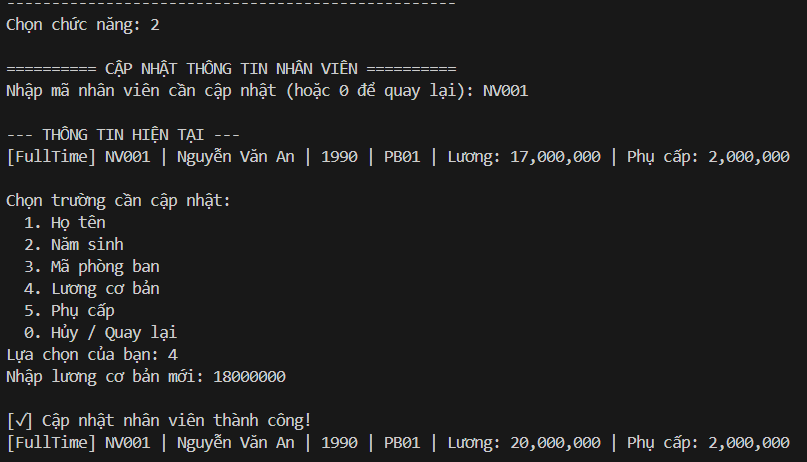 --------------------------------------------------
Chọn chức năng: 2
========== CẬP NHẬT THÔNG TIN NHÂN VIÊN ==========
Nhập mã nhân viên cần cập nhật (hoặc 0 để quay lại): NV001
--- THÔNG TIN HIỆN TẠI ---
[FullTime] NV001 | Nguyễn Văn An | 1990 | PB01 | Lương: 17,000,000 | Phụ cấp: 2,000,000
Chọn trường cần cập nhật:
1. Họ tên
2. Năm sinh
3. Mã phòng ban
4. Lương cơ bản
5. Phụ cấp
0. Hủy / Quay lại
Lựa chọn của bạn: 4
Nhập lương cơ bản mới: 18000000
[✓] Cập nhật nhân viên thành công!
[FullTime] NV001 | Nguyễn Văn An | 1990 | PB01 | Lương: 20,000,000 | Phụ cấp: 2,000,000